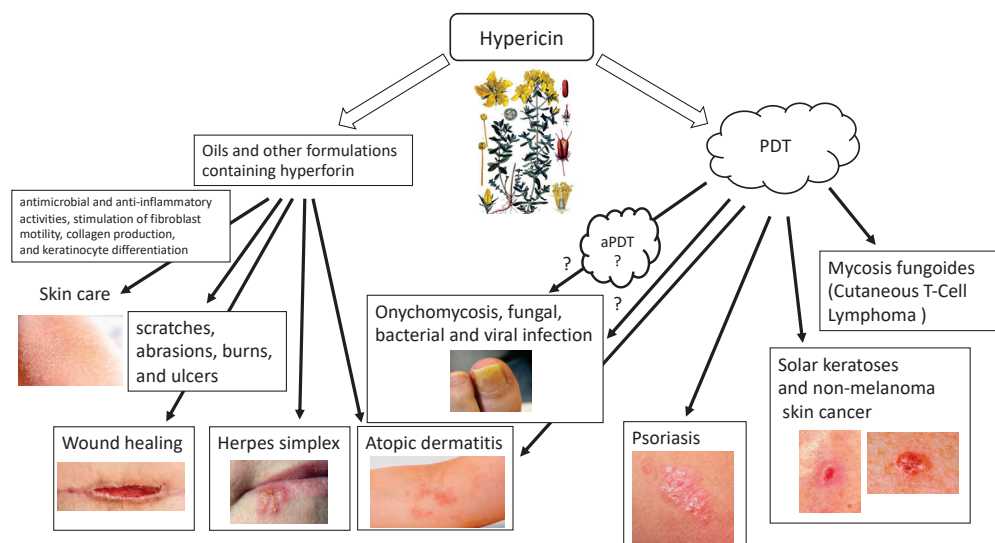 Hypericin
Oils and other formulations
containing hyperforin
PDT
antimicrobial and anti-inflammatory
activities, stimulation of fibroblast
motility, collagen production,
and keratinocyte differentiation
aPDT
?
?
?
Skin care
scratches,
abrasions, burns,
and ulcers
Onychomycosis, fungal,
bacterial and viral infection
Mycosis fungoides
(Cutaneous T-Cell
Lymphoma )
Solar keratoses
and non-melanoma
skin cancer
Wound healing
Herpes simplex
Atopic dermatitis
Psoriasis